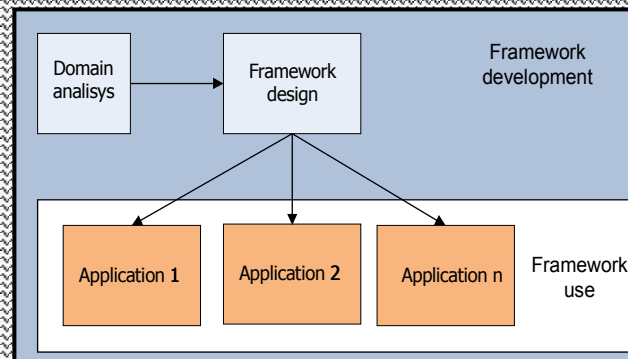 Domain
analisys
Framework
design
Framework
development
Application 1
Application 2
Application n
Framework
use